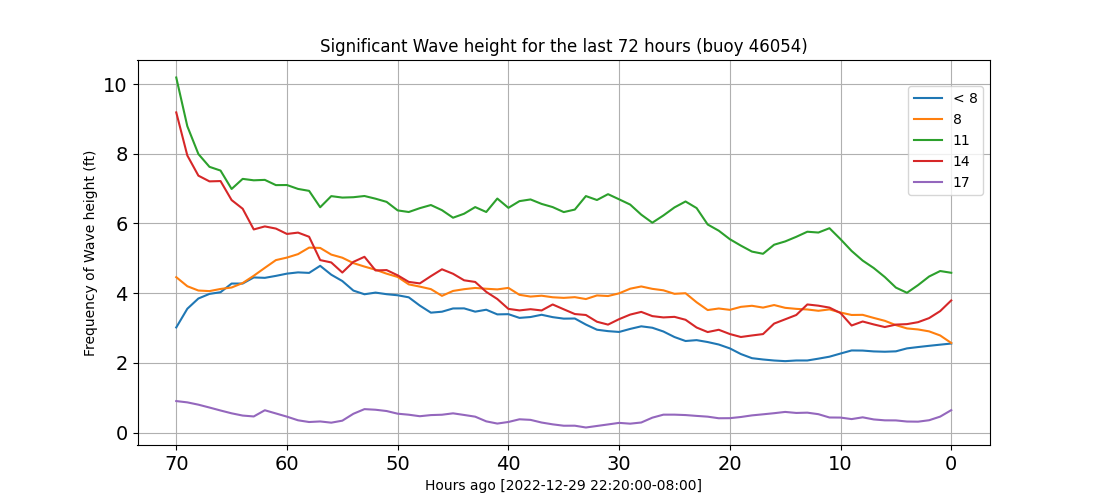 Significant Wave height for the last 72 hours (buoy 46054)
Frequency of Wave height (ft)
10
8
6
4
2
0
< 8
8
11
14
17
70 60 50 40 30 20 10 0
Hours ago [2022-12-29 22:20:00-08:00]